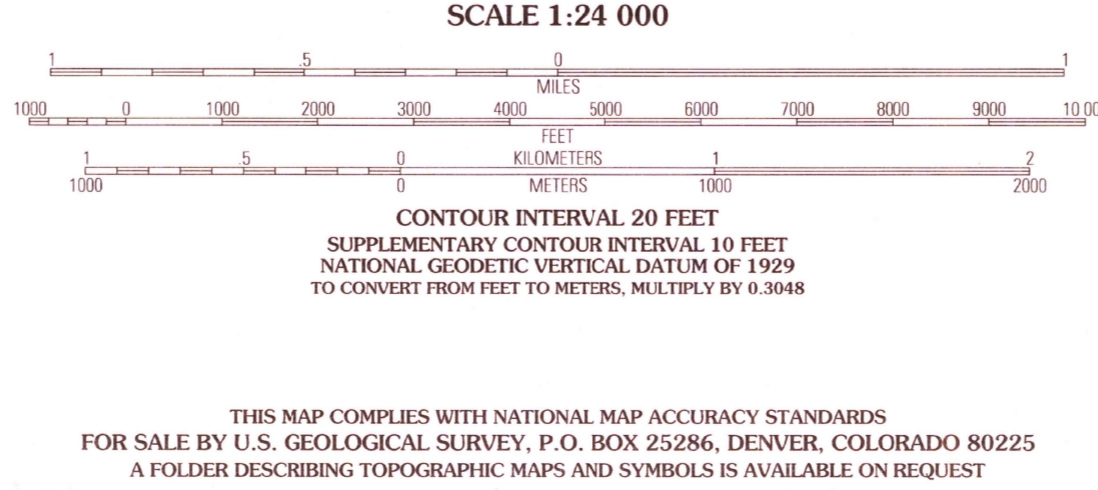 SCALE 1:24 000
1 .5 0 1
MILES
1000 0 1000 2000 3000 4000 5000 6000 7000 8000 9000 10 00
FEET
1 .5 0 KILOMETERS 1 2
1000 0 METERS 1000 2000
CONTOUR INTERVAL 20 FEET
SUPPLEMENTARY CONTOUR INTERVAL 10 FEET
NATIONAL GEODETIC VERTICAL DATUM OF 1929
TO CONVERT FROM FEET TO METERS, MULTIPLY BY 0.3048
THIS MAP COMPLIES WITH NATIONAL MAP ACCURACY STANDARDS
FOR SALE BY U.S. GEOLOGICAL SURVEY, P.O. BOX 25286, DENVER, COLORADO 80225
A FOLDER DESCRIBING TOPOGRAPHIC MAPS AND SYMBOLS IS AVAILABLE ON REQUEST